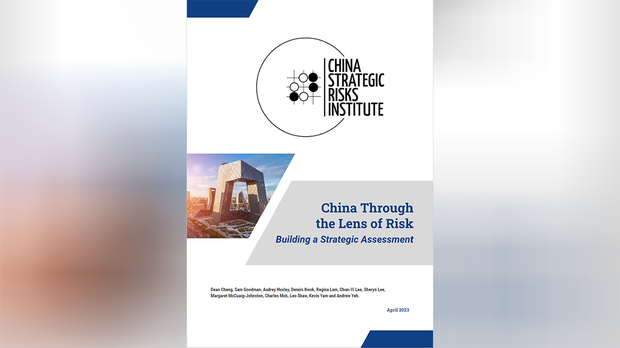 CHINA
STRATEGIC
RISKS
INSTITUTE
China Through
the Lens of Risk
Building a Strategic Assessment
Dean Cheng, Sam Goodman, Audrey Huxley, Dennis Kwok, Regina Lam, Chun-Yi Lee, Sheryn Lee,
Margaret McCuaig-Johnston, Charles Mok, Leo Shaw, Kevin Yam and Andrew Yeh.
April 2023